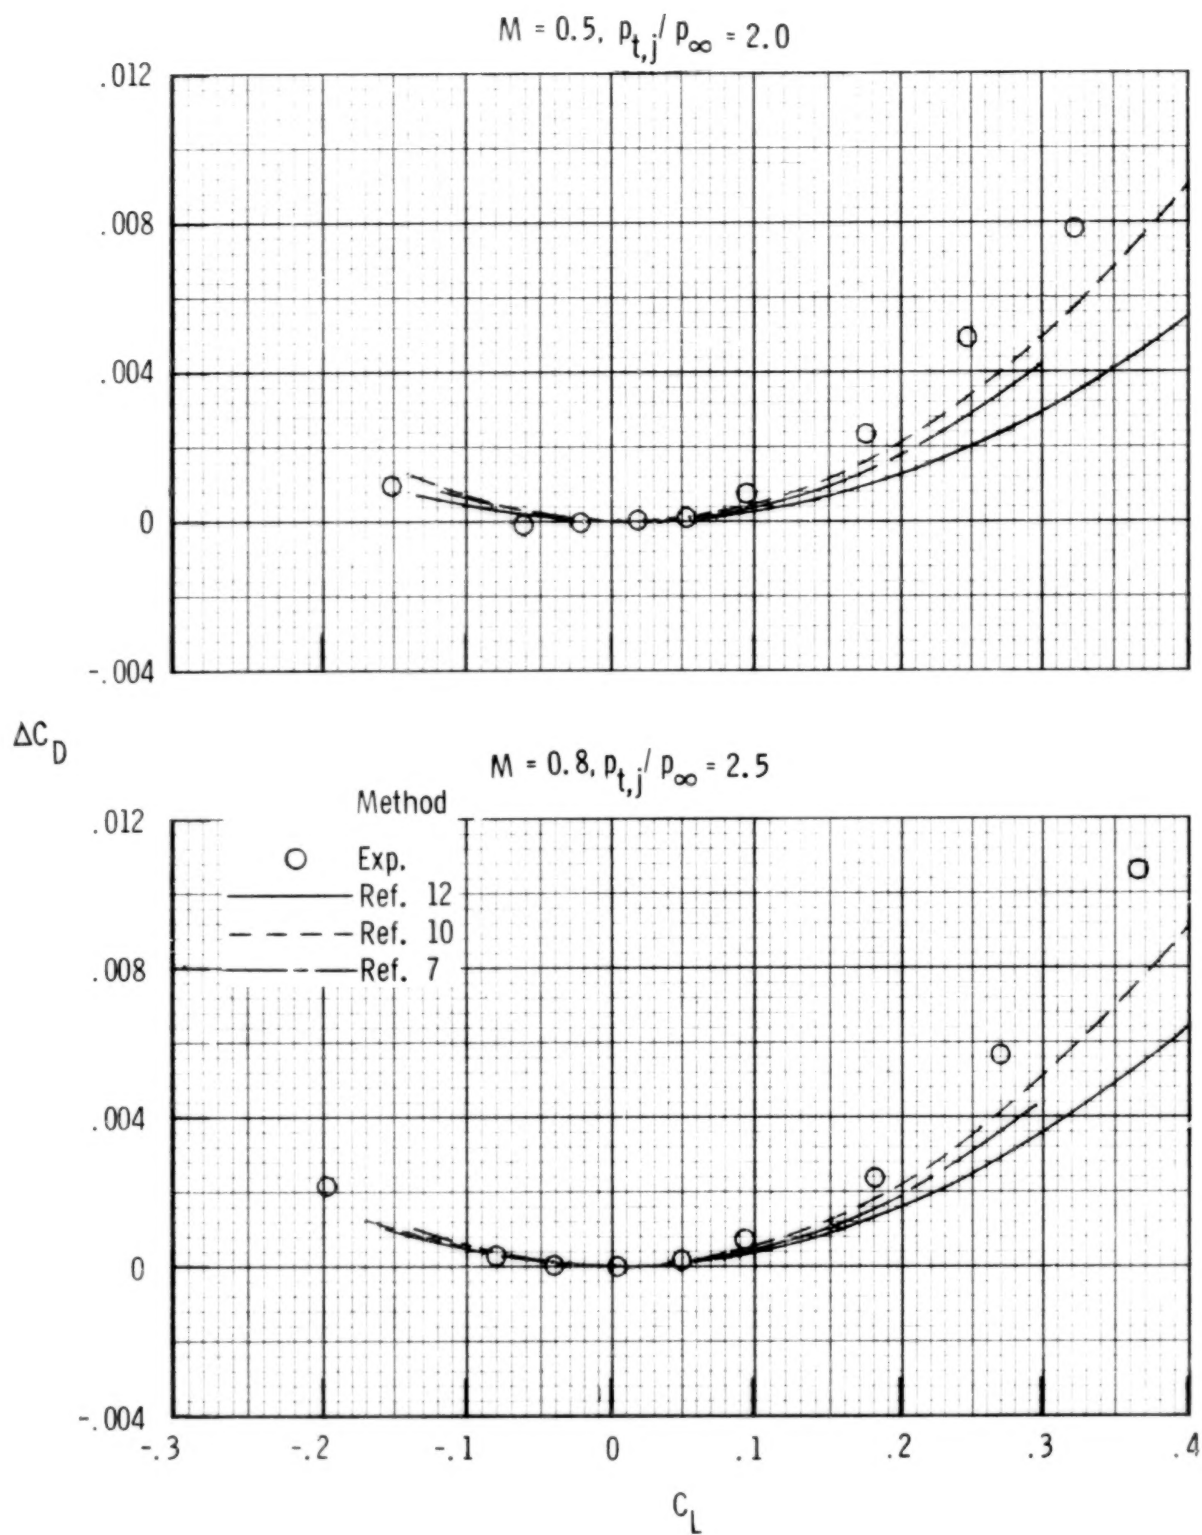 M = 0.5, p_t,j / p_∞ = 2.0
.012
.008
.004
0
-.004
ΔC_D
M = 0.8, p_t,j / p_∞ = 2.5
Method
Exp.
Ref. 12
Ref. 10
Ref. 7
.012
.008
.004
0
-.004
-.3 -.2 -.1 0 .1 .2 .3 .4
C_L